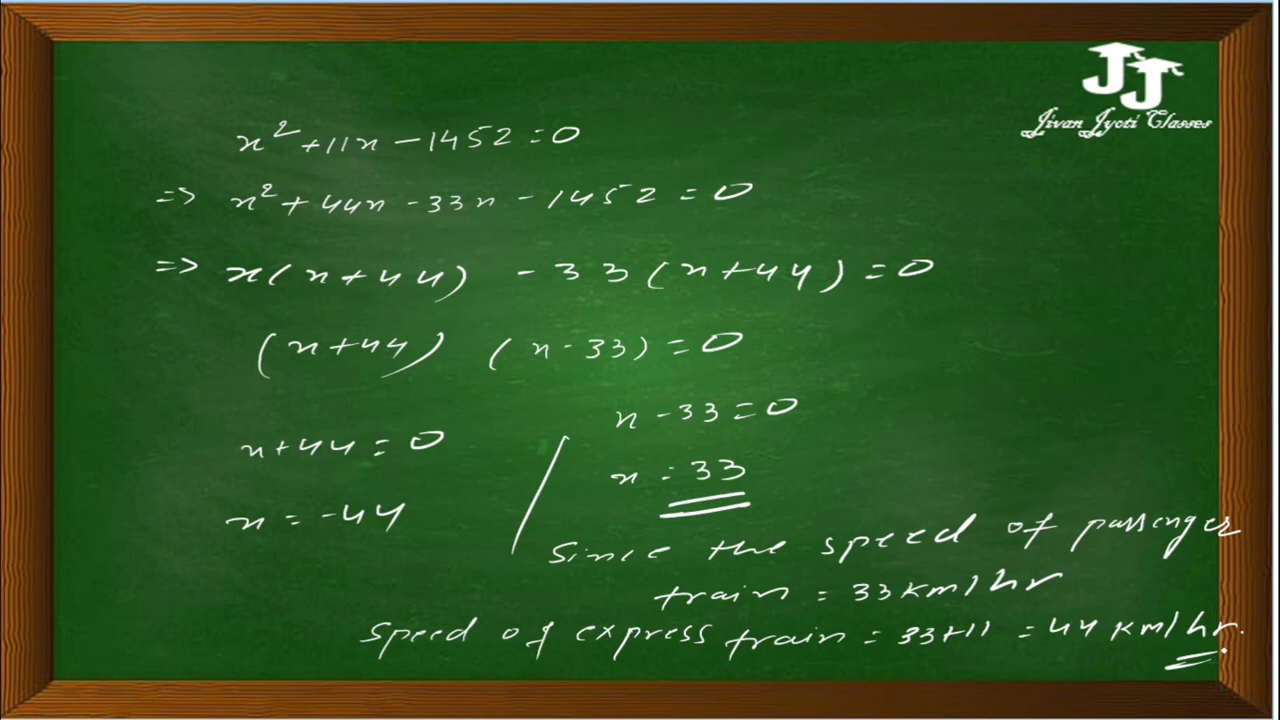 JJ
Jivan Jyoti Classes
x² + 11x - 1452 = 0
=> x² + 44x - 33x - 1452 = 0
=> x(x+44) - 33(x+44) = 0
(x+44) (x-33) = 0
x+44 = 0
x = -44
x - 33 = 0
x = 33
Since the speed of passenger
train = 33 km/hr
Speed of express train = 33+11 = 44 km/hr.